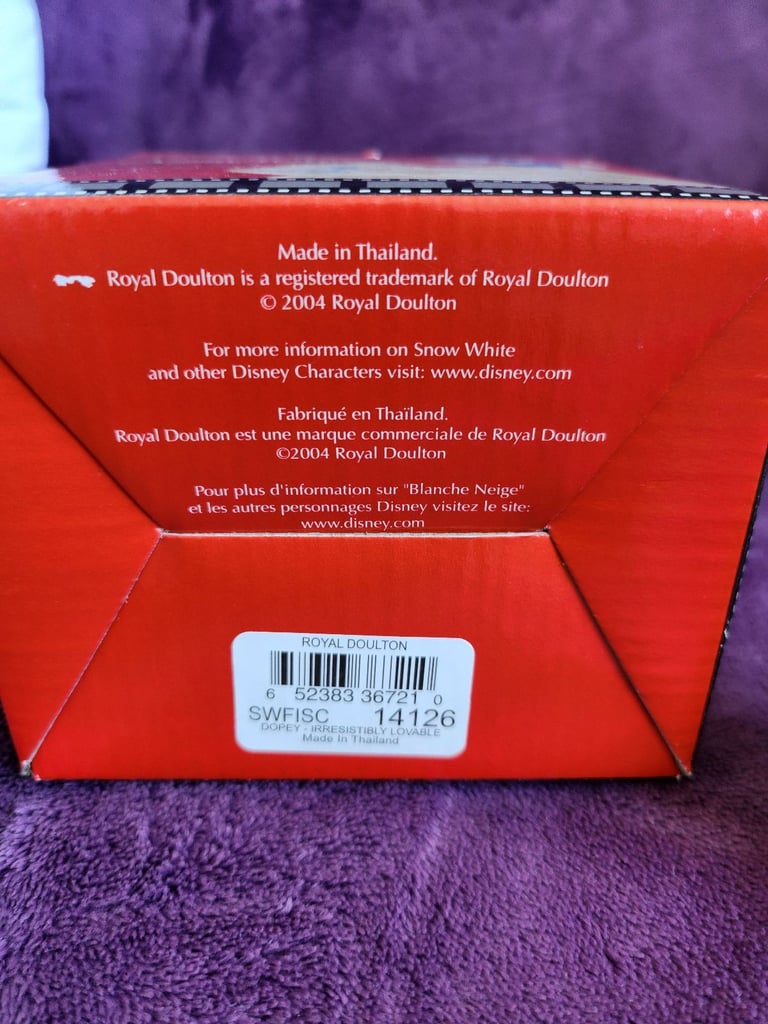 Made in Thailand.
Royal Doulton is a registered trademark of Royal Doulton
© 2004 Royal Doulton
For more information on Snow White
and other Disney Characters visit: www.disney.com
Fabriqué en Thaïland.
Royal Doulton est une marque commerciale de Royal Doulton
©2004 Royal Doulton
Pour plus d'information sur "Blanche Neige"
et les autres personnages Disney visitez le site:
www.disney.com
ROYAL DOULTON
6 52383 36721 0
SWFISC 14126
DOPEY - IRRESISTIBLY LOVABLE
Made In Thailand